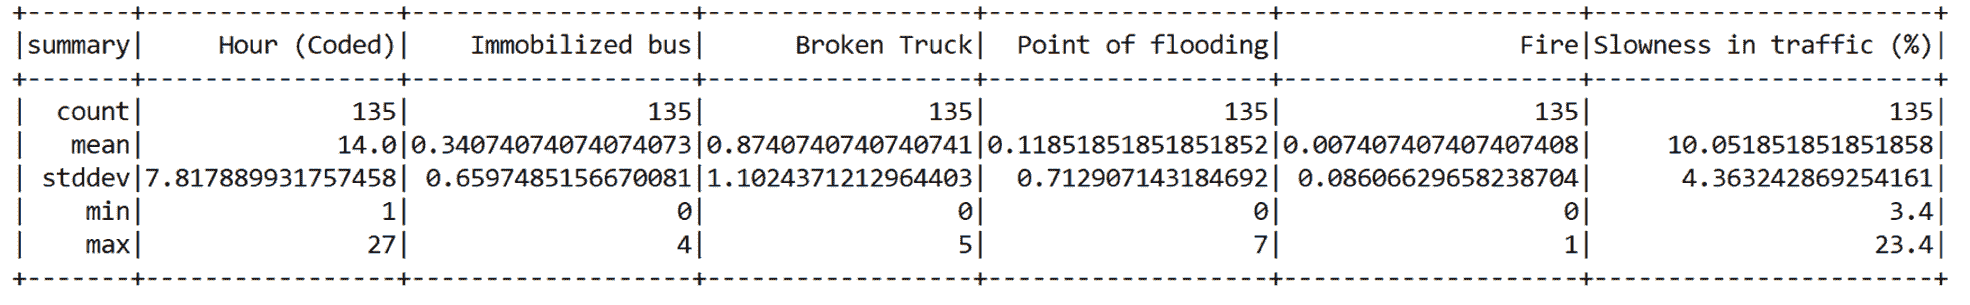 +-------+-----------------+-------------------+------------------+-------------------+--------------------+-----------------------+
|summary|     Hour (Coded)|    Immobilized bus|      Broken Truck|  Point of flooding|                Fire|Slowness in traffic (%)|
+-------+-----------------+-------------------+------------------+-------------------+--------------------+-----------------------+
|  count|              135|                135|               135|                135|                 135|                    135|
|   mean|             14.0|0.34074074074074073|0.8740740740740741|0.11851851851851852|0.007407407407407408|     10.051851851851858|
| stddev|7.817889931757458| 0.6597485156670081|1.1024371212964403|  0.712907143184692| 0.08606629658238704|      4.363242869254161|
|    min|                1|                  0|                 0|                  0|                   0|                    3.4|
|    max|               27|                  4|                 5|                  7|                   1|                   23.4|
+-------+-----------------+-------------------+------------------+-------------------+--------------------+-----------------------+